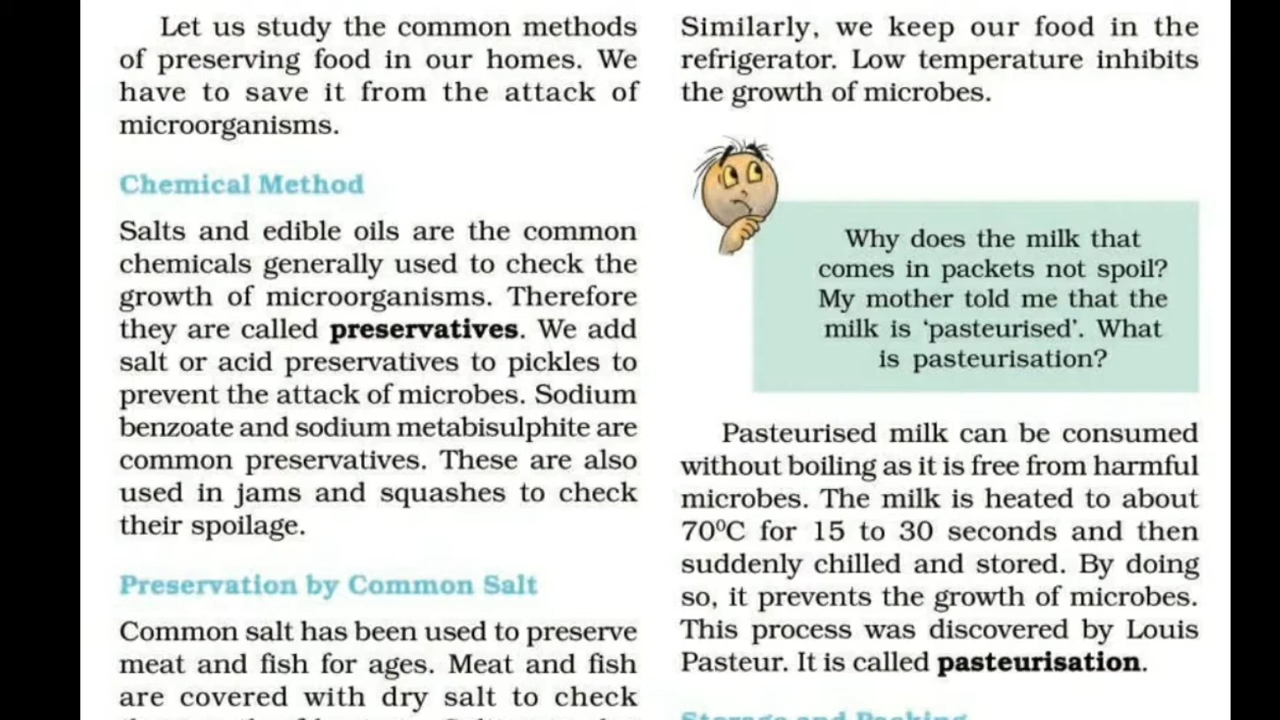 Let us study the common methods
of preserving food in our homes. We
have to save it from the attack of
microorganisms.
Chemical Method
Salts and edible oils are the common
chemicals generally used to check the
growth of microorganisms. Therefore
they are called preservatives. We add
salt or acid preservatives to pickles to
prevent the attack of microbes. Sodium
benzoate and sodium metabisulphite are
common preservatives. These are also
used in jams and squashes to check
their spoilage.
Preservation by Common Salt
Common salt has been used to preserve
meat and fish for ages. Meat and fish
are covered with dry salt to check
Similarly, we keep our food in the
refrigerator. Low temperature inhibits
the growth of microbes.
Why does the milk that
comes in packets not spoil?
My mother told me that the
milk is ‘pasteurised’. What
is pasteurisation?
Pasteurised milk can be consumed
without boiling as it is free from harmful
microbes. The milk is heated to about
70⁰C for 15 to 30 seconds and then
suddenly chilled and stored. By doing
so, it prevents the growth of microbes.
This process was discovered by Louis
Pasteur. It is called pasteurisation.
Storage and Packing